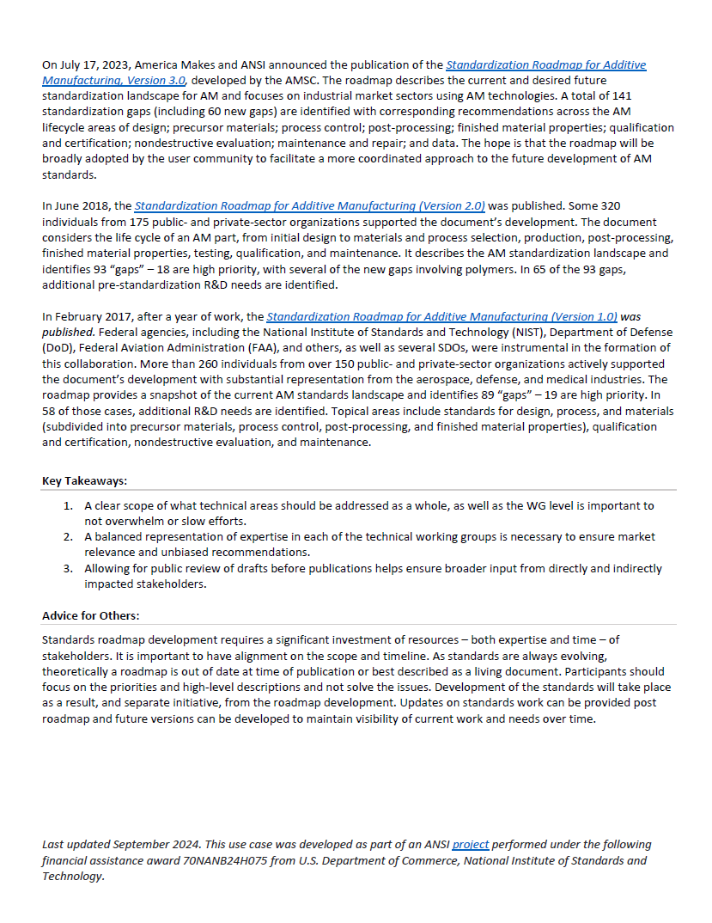 On July 17, 2023, America Makes and ANSI announced the publication of the Standardization Roadmap for Additive
Manufacturing, Version 3.0, developed by the AMSC. The roadmap describes the current and desired future
standardization landscape for AM and focuses on industrial market sectors using AM technologies. A total of 141
standardization gaps (including 60 new gaps) are identified with corresponding recommendations across the AM
lifecycle areas of design; precursor materials; process control; post-processing; finished material properties; qualification
and certification; nondestructive evaluation; maintenance and repair; and data. The hope is that the roadmap will be
broadly adopted by the user community to facilitate a more coordinated approach to the future development of AM
standards.
In June 2018, the Standardization Roadmap for Additive Manufacturing (Version 2.0) was published. Some 320
individuals from 175 public- and private-sector organizations supported the document's development. The document
considers the life cycle of an AM part, from initial design to materials and process selection, production, post-processing,
finished material properties, testing, qualification, and maintenance. It describes the AM standardization landscape and
identifies 93 "gaps" – 18 are high priority, with several of the new gaps involving polymers. In 65 of the 93 gaps,
additional pre-standardization R&D needs are identified.
In February 2017, after a year of work, the Standardization Roadmap for Additive Manufacturing (Version 1.0) was
published. Federal agencies, including the National Institute of Standards and Technology (NIST), Department of Defense
(DoD), Federal Aviation Administration (FAA), and others, as well as several SDOs, were instrumental in the formation of
this collaboration. More than 260 individuals from over 150 public- and private-sector organizations actively supported
the document's development with substantial representation from the aerospace, defense, and medical industries. The
roadmap provides a snapshot of the current AM standards landscape and identifies 89 "gaps" – 19 are high priority. In
58 of those cases, additional R&D needs are identified. Topical areas include standards for design, process, and materials
(subdivided into precursor materials, process control, post-processing, and finished material properties), qualification
and certification, nondestructive evaluation, and maintenance.
Key Takeaways:
1. A clear scope of what technical areas should be addressed as a whole, as well as the WG level is important to
not overwhelm or slow efforts.
2. A balanced representation of expertise in each of the technical working groups is necessary to ensure market
relevance and unbiased recommendations.
3. Allowing for public review of drafts before publications helps ensure broader input from directly and indirectly
impacted stakeholders.
Advice for Others:
Standards roadmap development requires a significant investment of resources – both expertise and time – of
stakeholders. It is important to have alignment on the scope and timeline. As standards are always evolving,
theoretically a roadmap is out of date at time of publication or best described as a living document. Participants should
focus on the priorities and high-level descriptions and not solve the issues. Development of the standards will take place
as a result, and separate initiative, from the roadmap development. Updates on standards work can be provided post
roadmap and future versions can be developed to maintain visibility of current work and needs over time.
Last updated September 2024. This use case was developed as part of an ANSI project performed under the following
financial assistance award 70NANB24H075 from U.S. Department of Commerce, National Institute of Standards and
Technology.